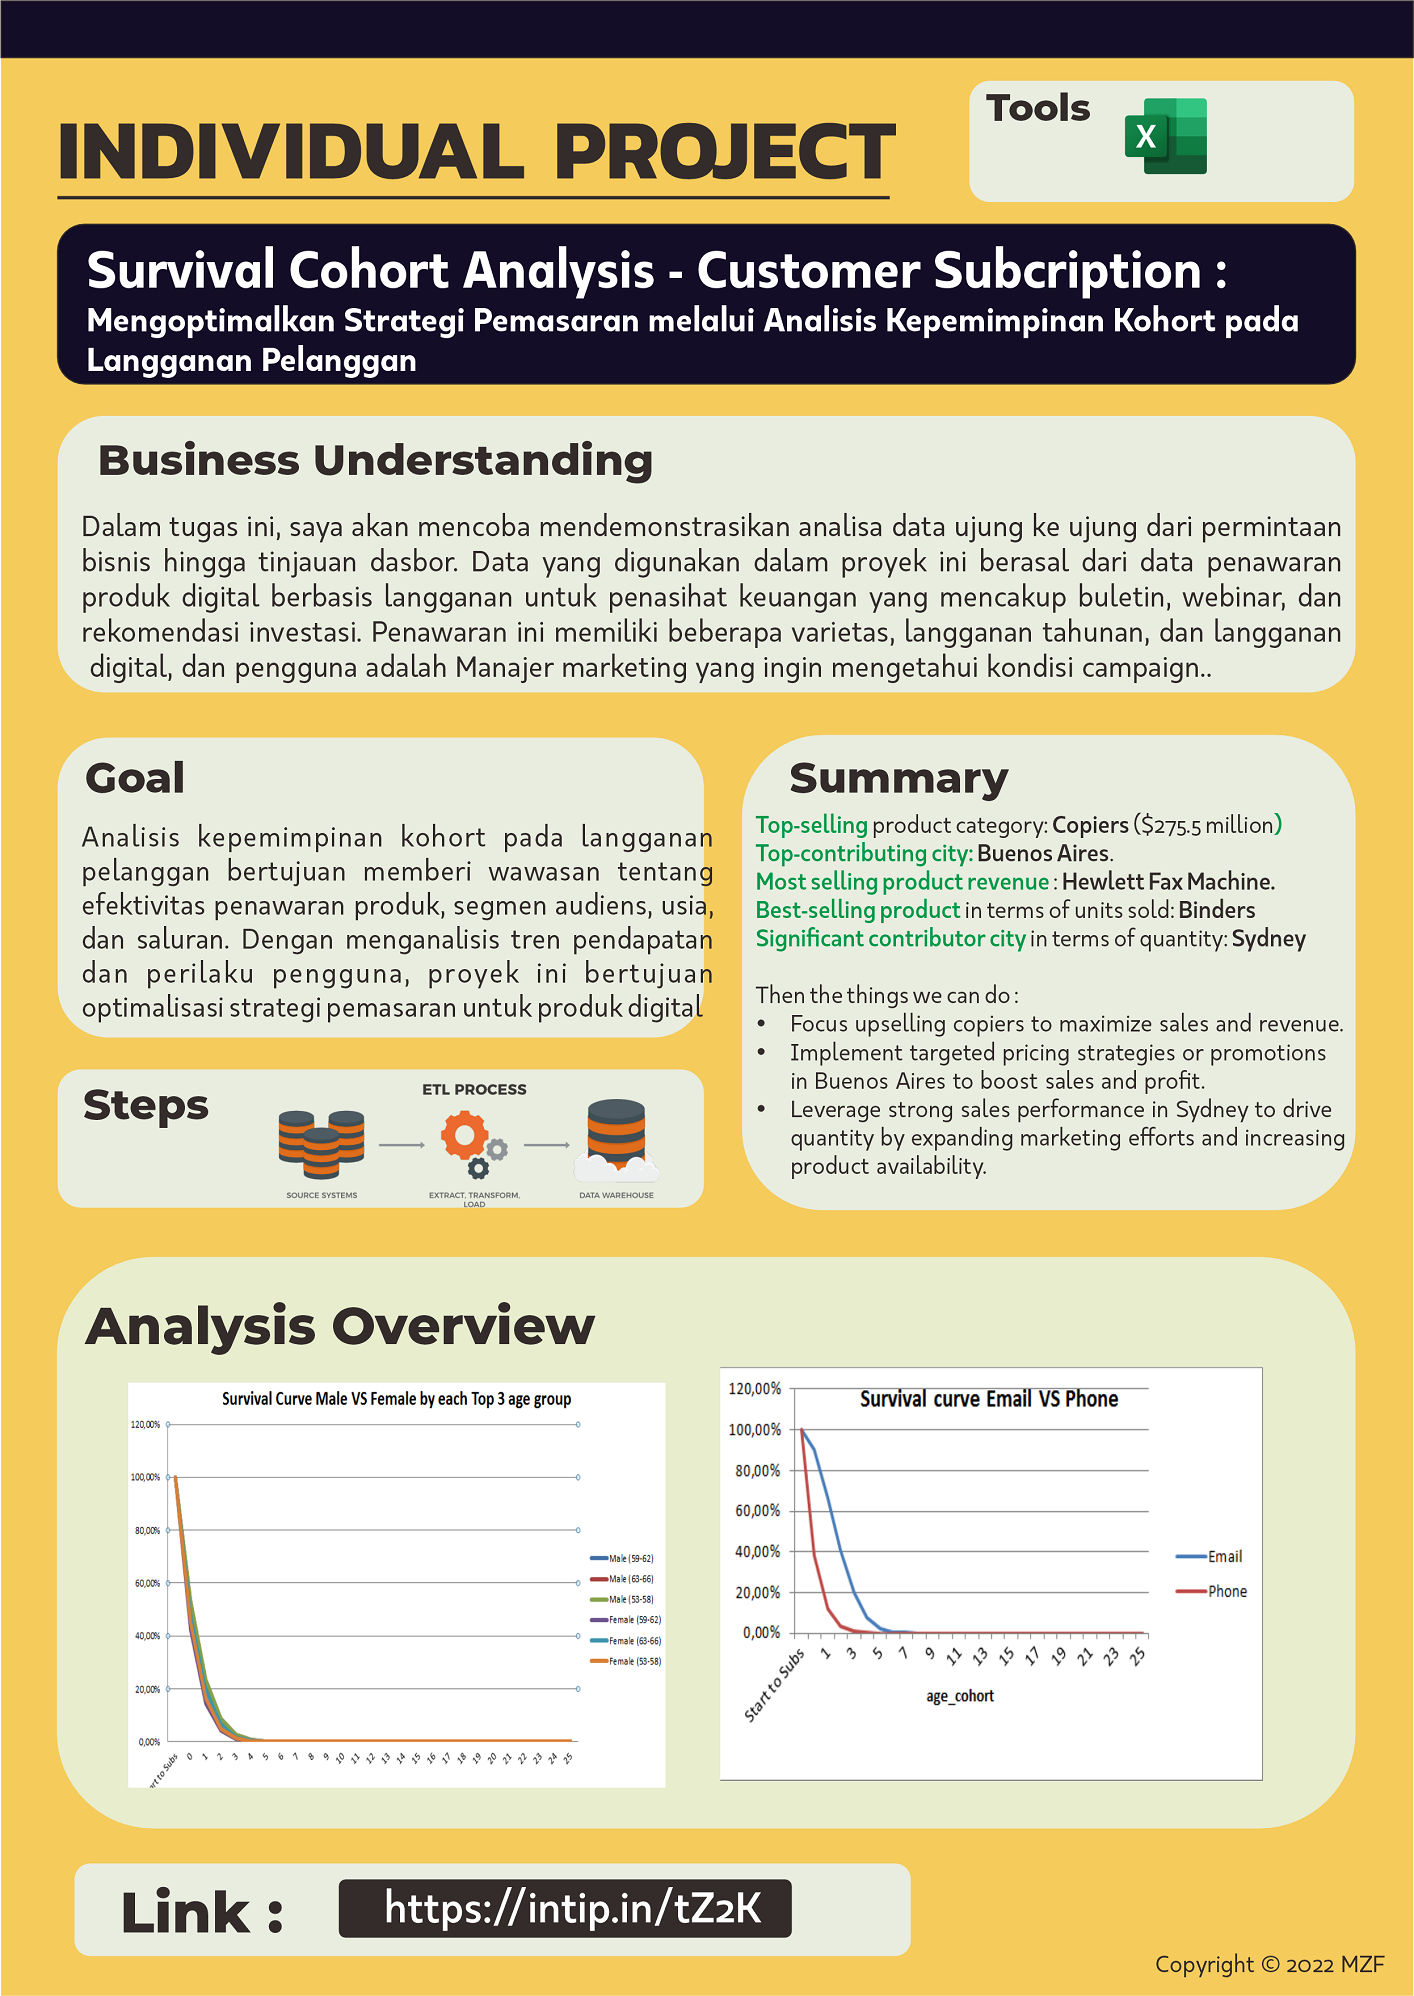 INDIVIDUAL PROJECT
Tools
X
Survival Cohort Analysis - Customer Subcription :
Mengoptimalkan Strategi Pemasaran melalui Analisis Kepemimpinan Kohort pada
Langganan Pelanggan
Business Understanding
Dalam tugas ini, saya akan mencoba mendemonstrasikan analisa data ujung ke ujung dari permintaan
bisnis hingga tinjauan dasbor. Data yang digunakan dalam proyek ini berasal dari data penawaran
produk digital berbasis langganan untuk penasihat keuangan yang mencakup buletin, webinar, dan
rekomendasi investasi. Penawaran ini memiliki beberapa varietas, langganan tahunan, dan langganan
digital, dan pengguna adalah Manajer marketing yang ingin mengetahui kondisi campaign..
Goal
Analisis kepemimpinan kohort pada langganan
pelanggan bertujuan memberi wawasan tentang
efektivitas penawaran produk, segmen audiens, usia,
dan saluran. Dengan menganalisis tren pendapatan
dan perilaku pengguna, proyek ini bertujuan
optimalisasi strategi pemasaran untuk produk digital
Summary
Top-selling product category: Copiers ($275.5 million)
Top-contributing city: Buenos Aires.
Most selling product revenue : Hewlett Fax Machine.
Best-selling product in terms of units sold: Binders
Significant contributor city in terms of quantity: Sydney
Then the things we can do :
• Focus upselling copiers to maximize sales and revenue.
• Implement targeted pricing strategies or promotions
in Buenos Aires to boost sales and profit.
• Leverage strong sales performance in Sydney to drive
quantity by expanding marketing efforts and increasing
product availability.
Steps
ETL PROCESS
SOURCE SYSTEMS
EXTRACT, TRANSFORM,
LOAD
DATA WAREHOUSE
Analysis Overview
Survival Curve Male VS Female by each Top 3 age group
120,00%
100,00%
80,00%
60,00%
40,00%
20,00%
0,00%
art to Subs 0 1 2 3 4 5 6 7 8 9 10 11 12 13 14 15 16 17 18 19 20 21 22 23 24 25
Male (59-62)
Male (63-66)
Male (53-58)
Female (59-62)
Female (63-66)
Female (53-58)
Survival curve Email VS Phone
120,00%
100,00%
80,00%
60,00%
40,00%
20,00%
0,00%
Start to Subs 1 3 5 7 9 11 13 15 17 19 21 23 25
age_cohort
Email
Phone
Link :
https://intip.in/tZ2K
Copyright © 2022 MZF